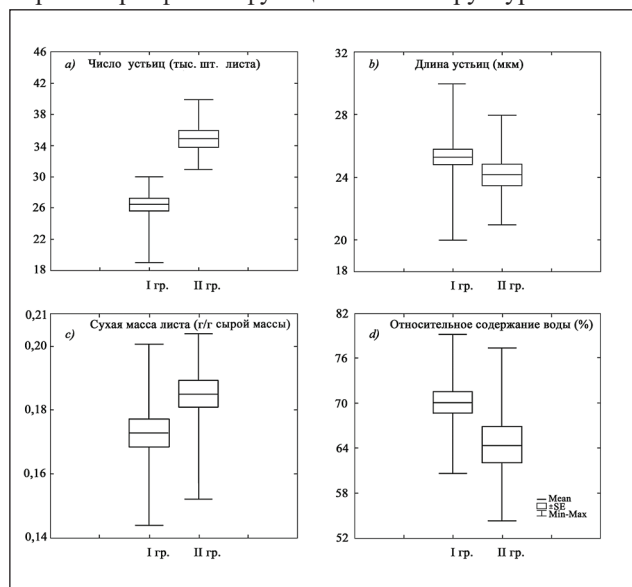 a) Число устьиц (тыс. шт. листа)
46
42
38
34
30
26
22
18
I гр. II гр.
b) Длина устьиц (мкм)
32
28
24
20
18
I гр. II гр.
c) Сухая масса листа (г/г сырой массы)
0,21
0,20
0,18
0,16
0,14
I гр. II гр.
d) Относительное содержание воды (%)
82
76
70
64
58
52
Mean
±SE
Min-Max
I гр. II гр.